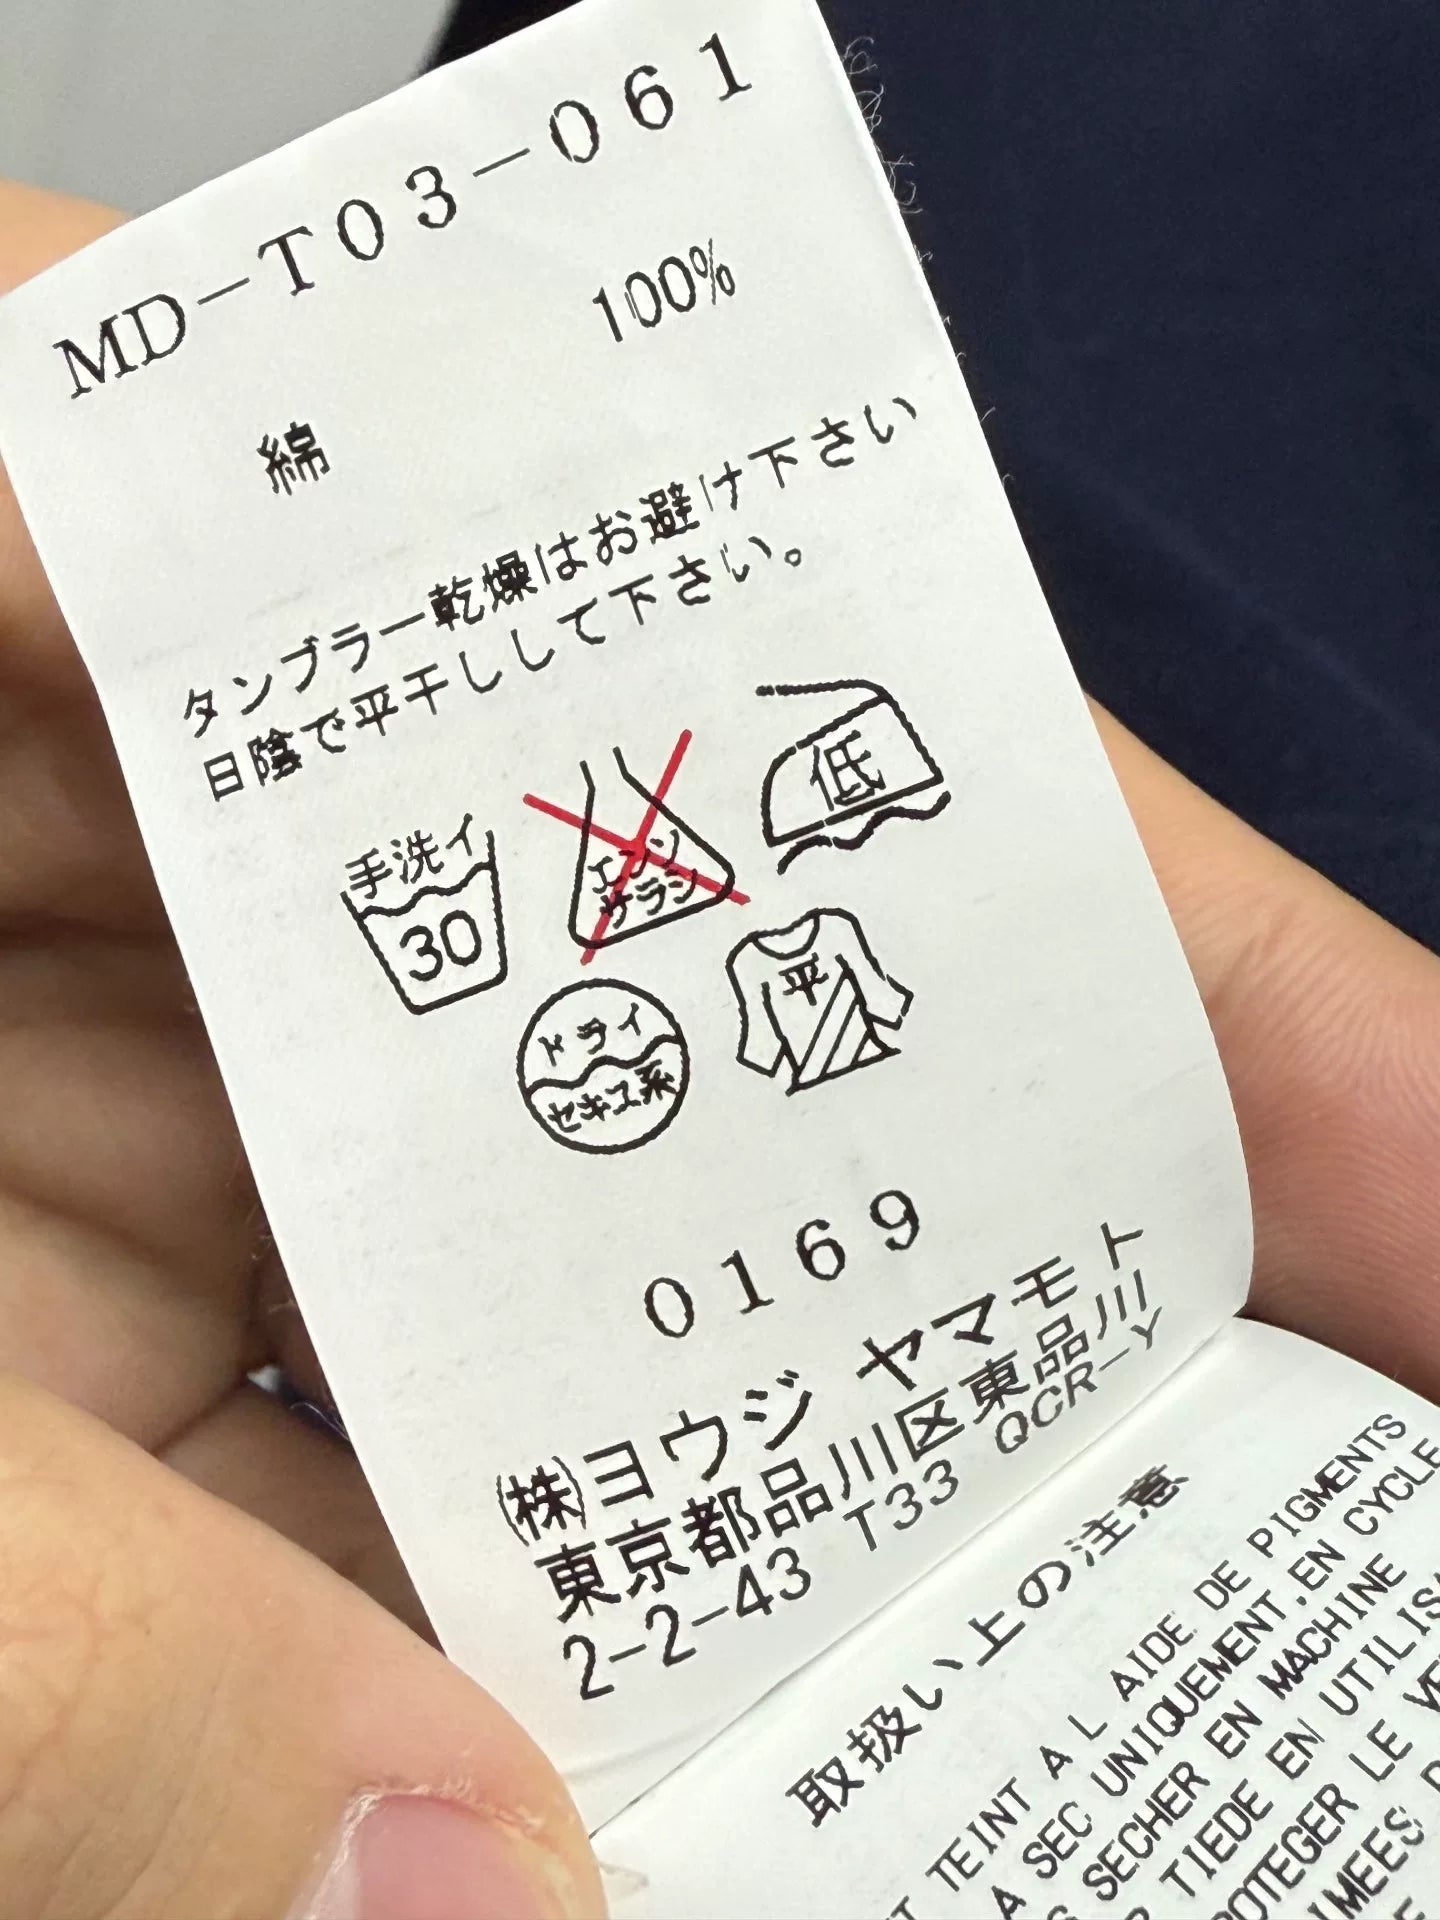 MD-T03-061
100%
綿
タンブラー乾燥はお避け下さい
日陰で平干しして下さい。
低
手洗イ
30
エンソ
サラシ
平
ドライ
セキユ系
0169
(株)ヨウジ ヤマモト
東京都品川区東品川
2-2-43 T33 QCR-Y
取扱い上の注意
TEINT A L AIDE DE PIGMENTS
A SEC UNIQUEMENT,EN CYCLE
SECHER EN MACHINE
TIEDE EN
LE